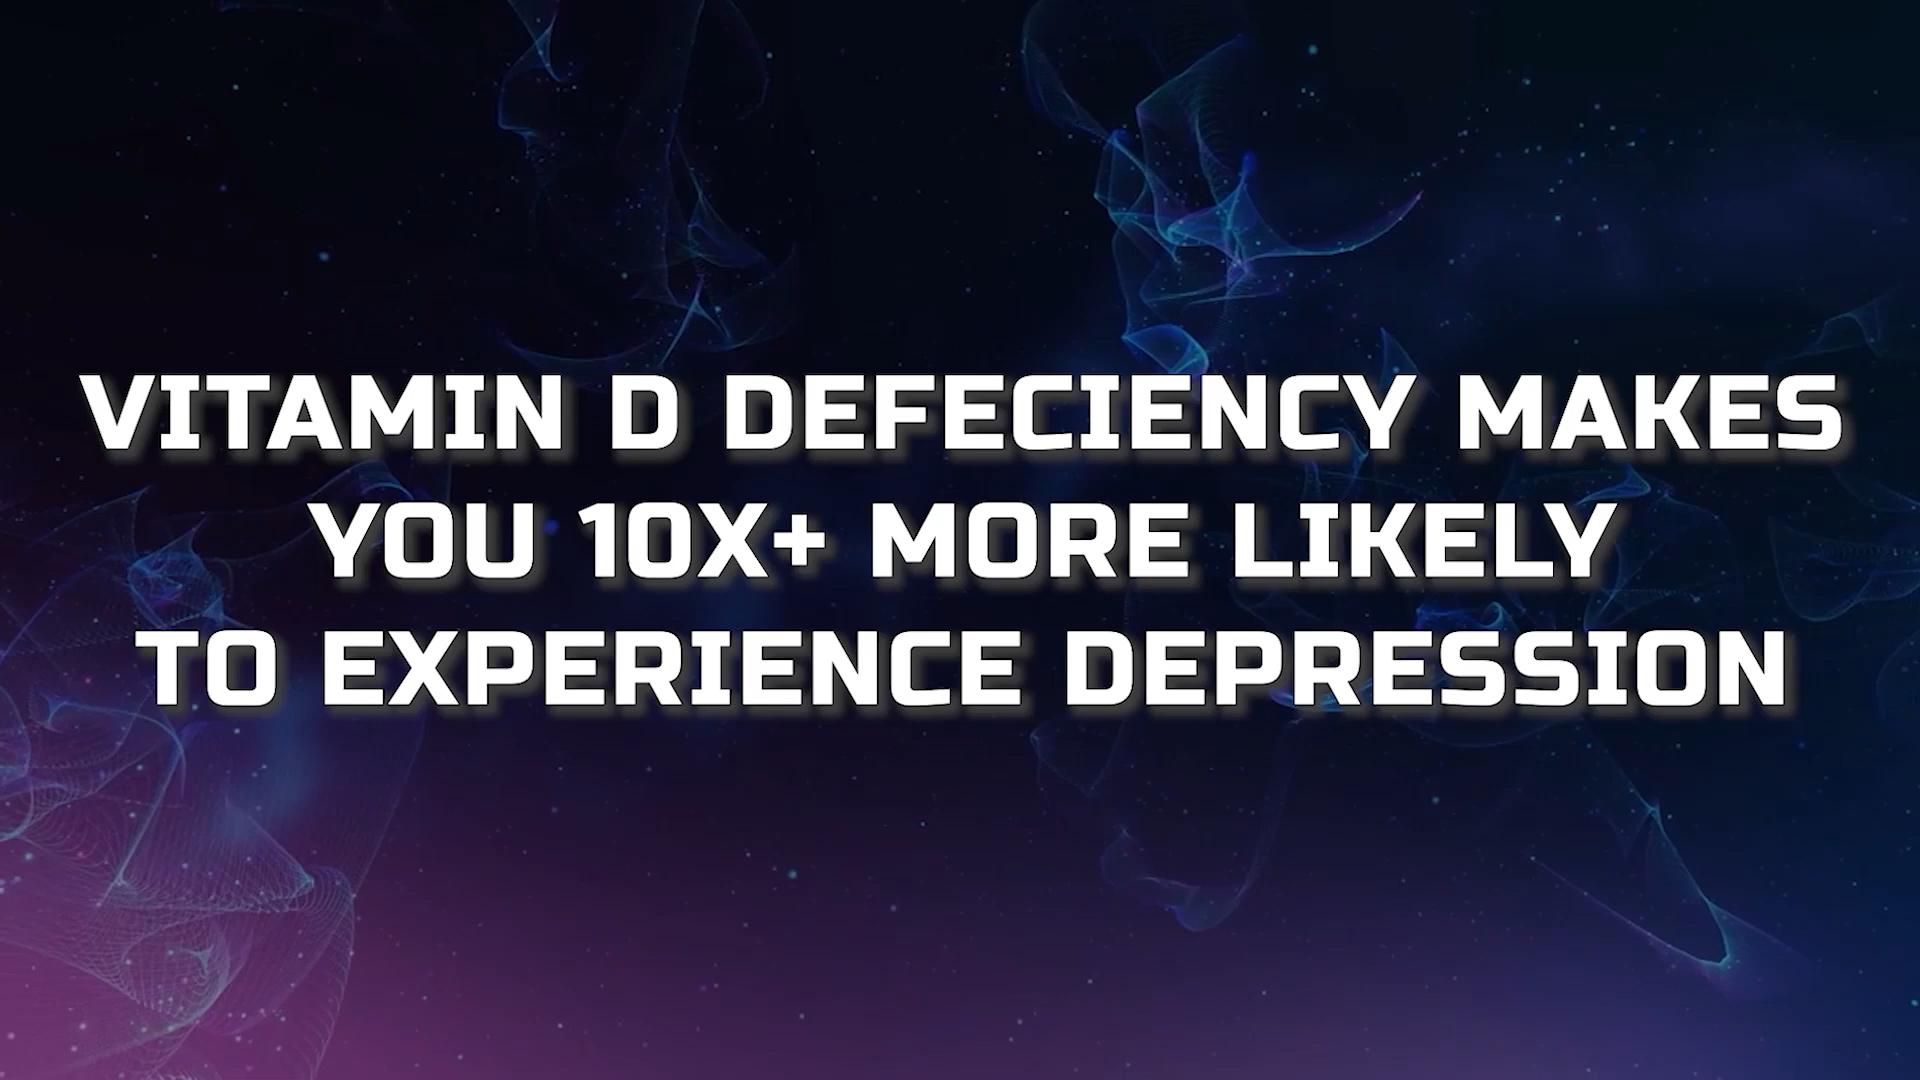 VITAMIN D DEFECIENCY MAKES
YOU 10X+ MORE LIKELY
TO EXPERIENCE DEPRESSION